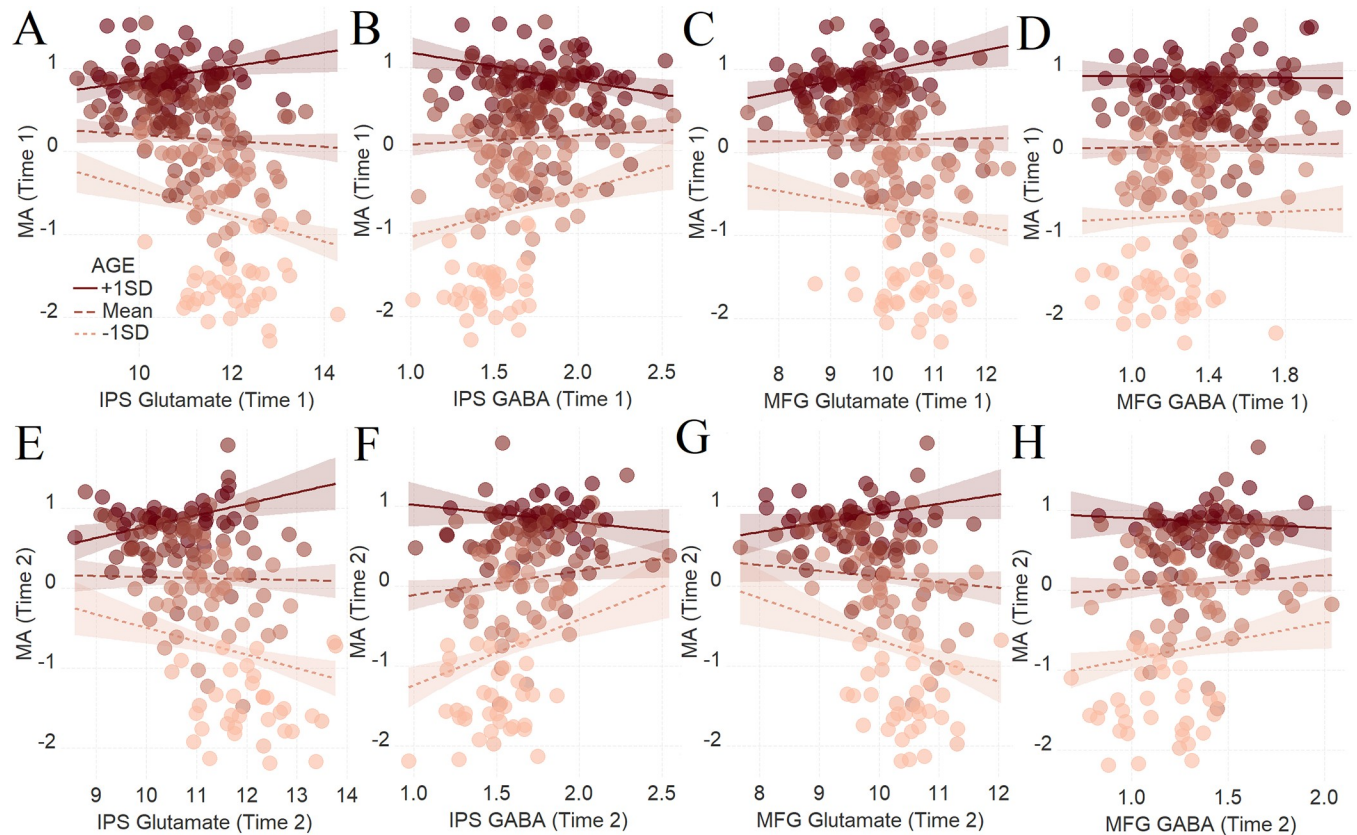 A
B
C
D
MA (Time 1)
1
0
-1
-2
AGE
+1SD
Mean
-1SD
10
12
14
IPS Glutamate (Time 1)
MA (Time 1)
1
0
-1
-2
1.0
1.5
2.0
2.5
IPS GABA (Time 1)
MA (Time 1)
1
0
-1
-2
8
9
10
11
12
MFG Glutamate (Time 1)
MA (Time 1)
1
0
-1
-2
1.0
1.4
1.8
MFG GABA (Time 1)
E
F
G
H
MA (Time 2)
1
0
-1
-2
9
10
11
12
13
14
IPS Glutamate (Time 2)
MA (Time 2)
1
0
-1
-2
1.0
1.5
2.0
2.5
IPS GABA (Time 2)
MA (Time 2)
1
0
-1
-2
8
9
10
11
12
MFG Glutamate (Time 2)
MA (Time 2)
1
0
-1
-2
1.0
1.5
2.0
MFG GABA (Time 2)